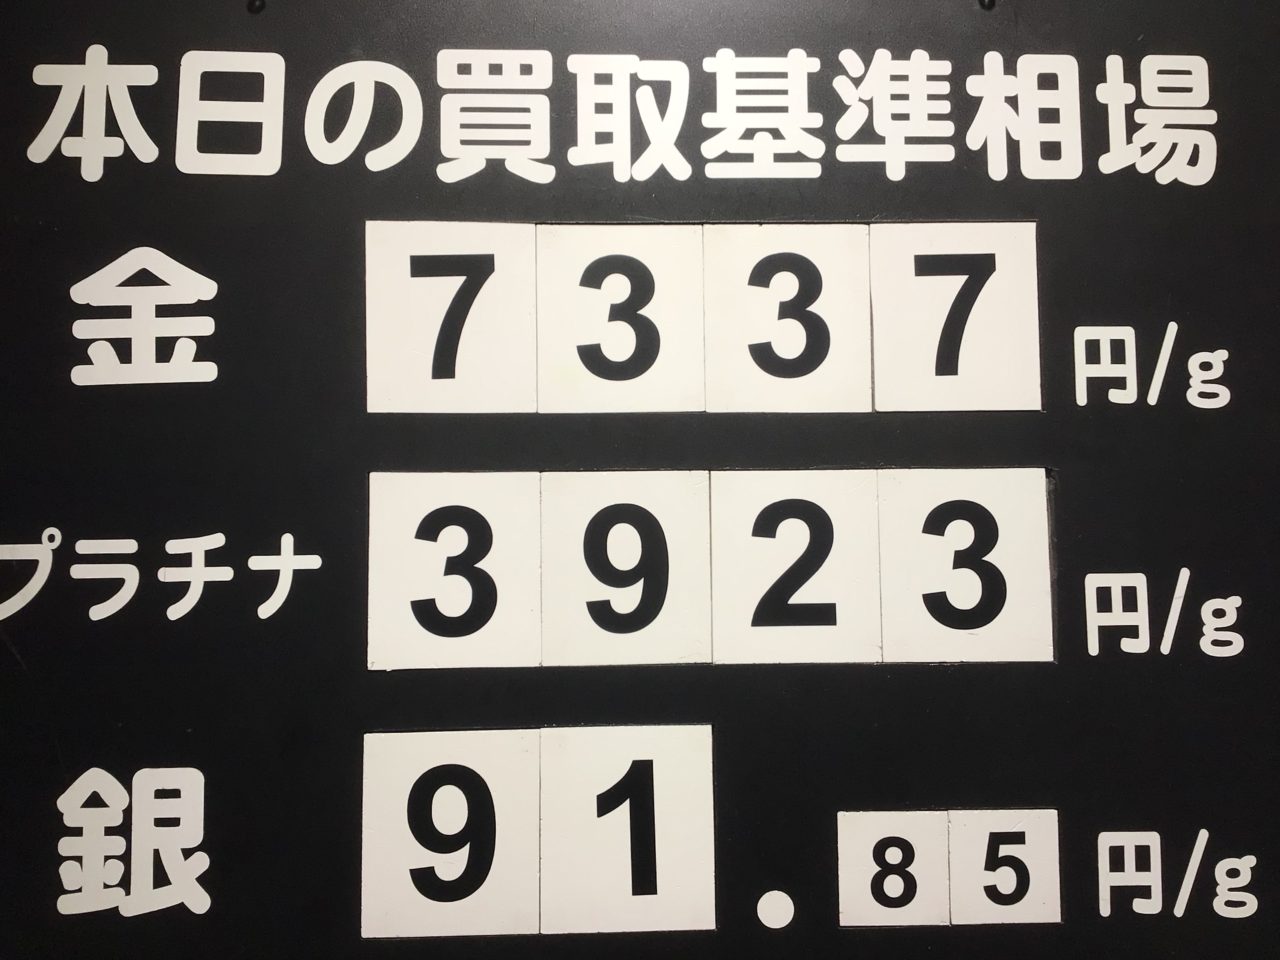 本日の買取基準相場
金 7337 円/g
プラチナ 3923 円/g
銀 91.85 円/g